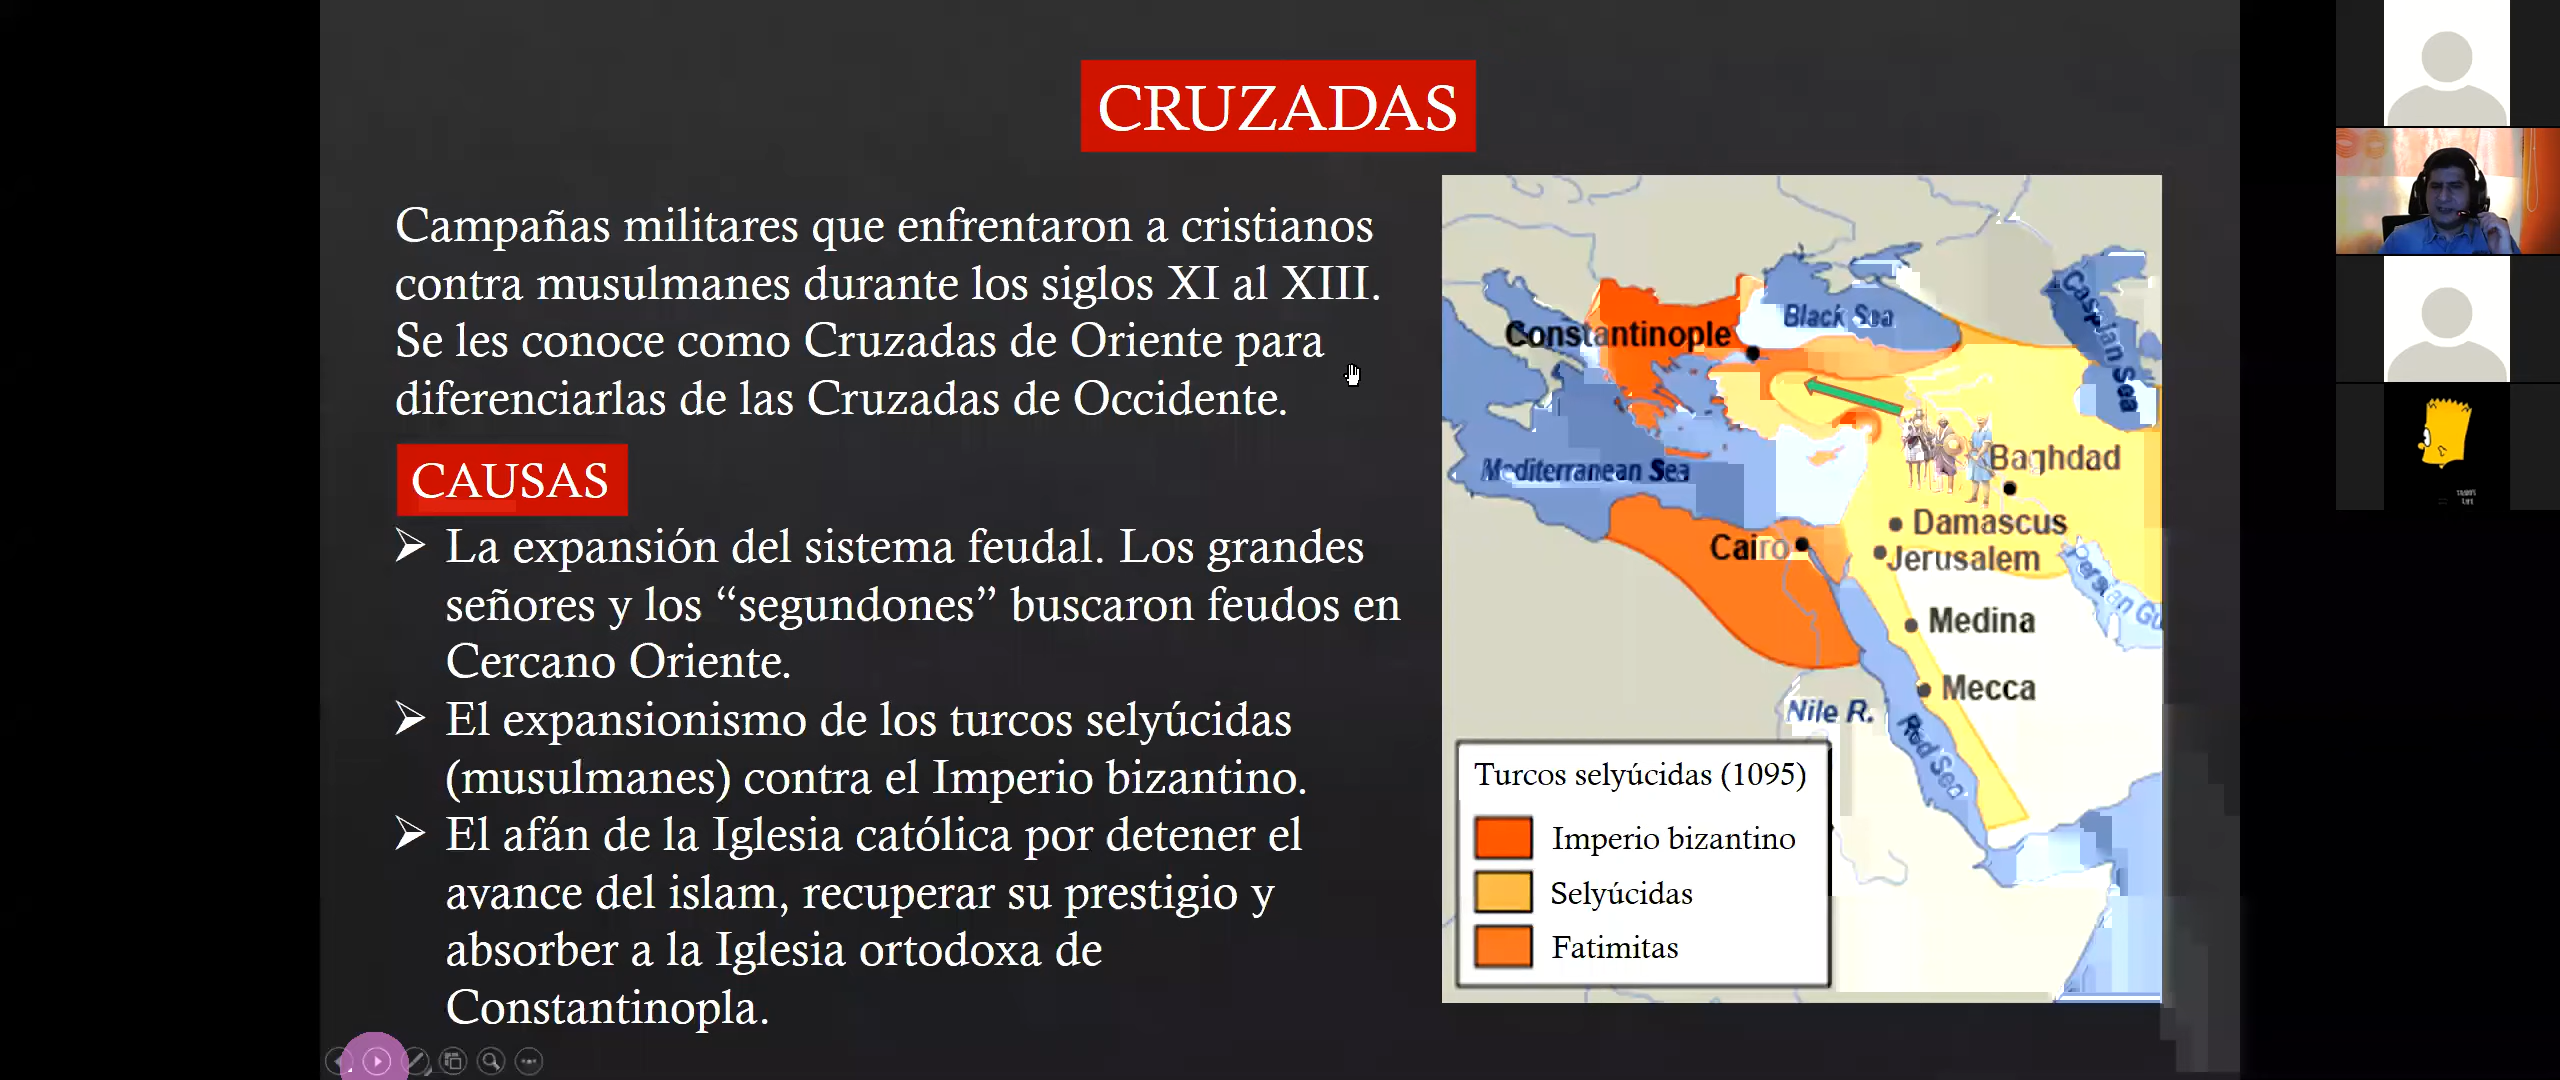 CRUZADAS
Campañas militares que enfrentaron a cristianos
contra musulmanes durante los siglos XI al XIII.
Se les conoce como Cruzadas de Oriente para
diferenciarlas de las Cruzadas de Occidente.
CAUSAS
La expansión del sistema feudal. Los grandes
señores y los “segundones” buscaron feudos en
Cercano Oriente.
El expansionismo de los turcos selyúcidas
(musulmanes) contra el Imperio bizantino.
El afán de la Iglesia católica por detener el
avance del islam, recuperar su prestigio y
absorber a la Iglesia ortodoxa de
Constantinopla.
Constantinople
Black Sea
Caspian Sea
Mediterranean Sea
Baghdad
Damascus
Cairo
Jerusalem
Persian Gu
Medina
Mecca
Nile R.
Red Sea
Turcos selyúcidas (1095)
Imperio bizantino
Selyúcidas
Fatimitas